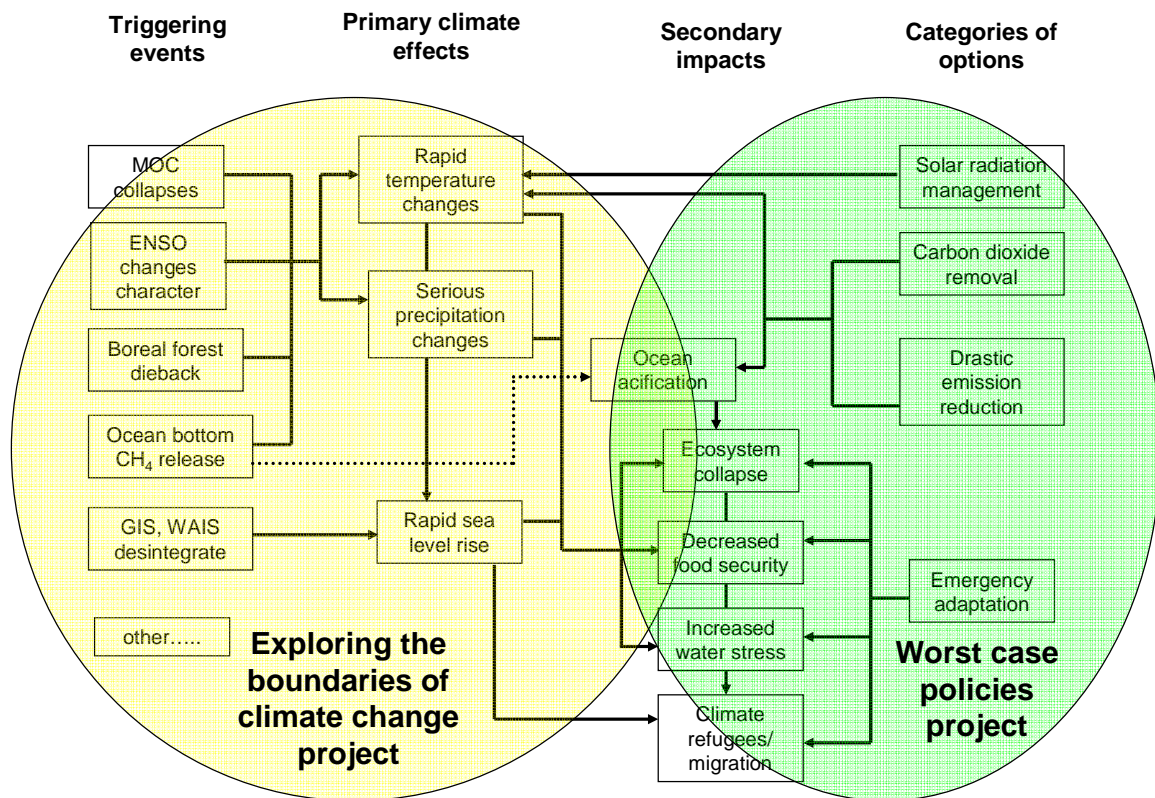 Triggering
events
Primary climate
effects
Secondary
impacts
Categories of
options
MOC
collapses
ENSO
changes
character
Boreal forest
dieback
Ocean bottom
CH₄ release
GIS, WAIS
desintegrate
other…..
Rapid
temperature
changes
Serious
precipitation
changes
Rapid sea
level rise
Exploring the
boundaries of
climate change
project
Ocean
acification
Ecosystem
collapse
Decreased
food security
Increased
water stress
Climate
refugees/
migration
Solar radiation
management
Carbon dioxide
removal
Drastic
emission
reduction
Emergency
adaptation
Worst case
policies
project